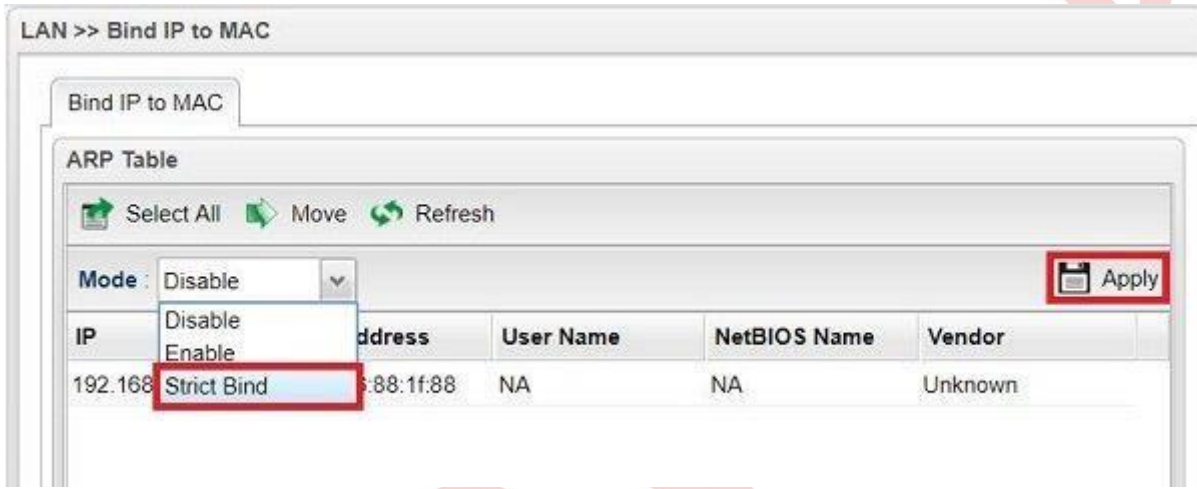 LAN >> Bind IP to MAC
Bind IP to MAC
ARP Table
Select All Move Refresh
Mode : Disable Apply
Disable
Enable
Strict Bind
IP ddress User Name NetBIOS Name Vendor
192.168 :88:1f:88 NA NA Unknown